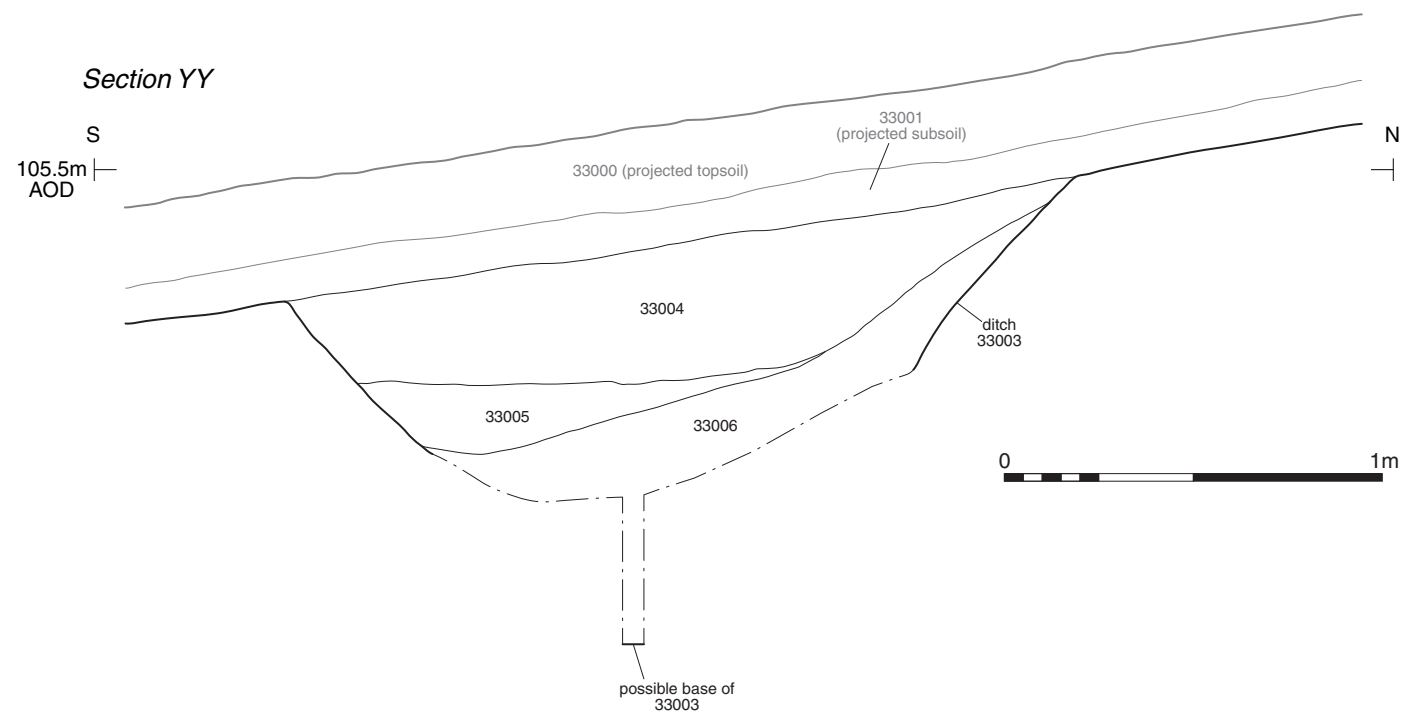 Section YY
S
N
105.5m
AOD
33001
(projected subsoil)
33000 (projected topsoil)
33004
ditch
33003
33005
33006
0
1m
possible base of
33003